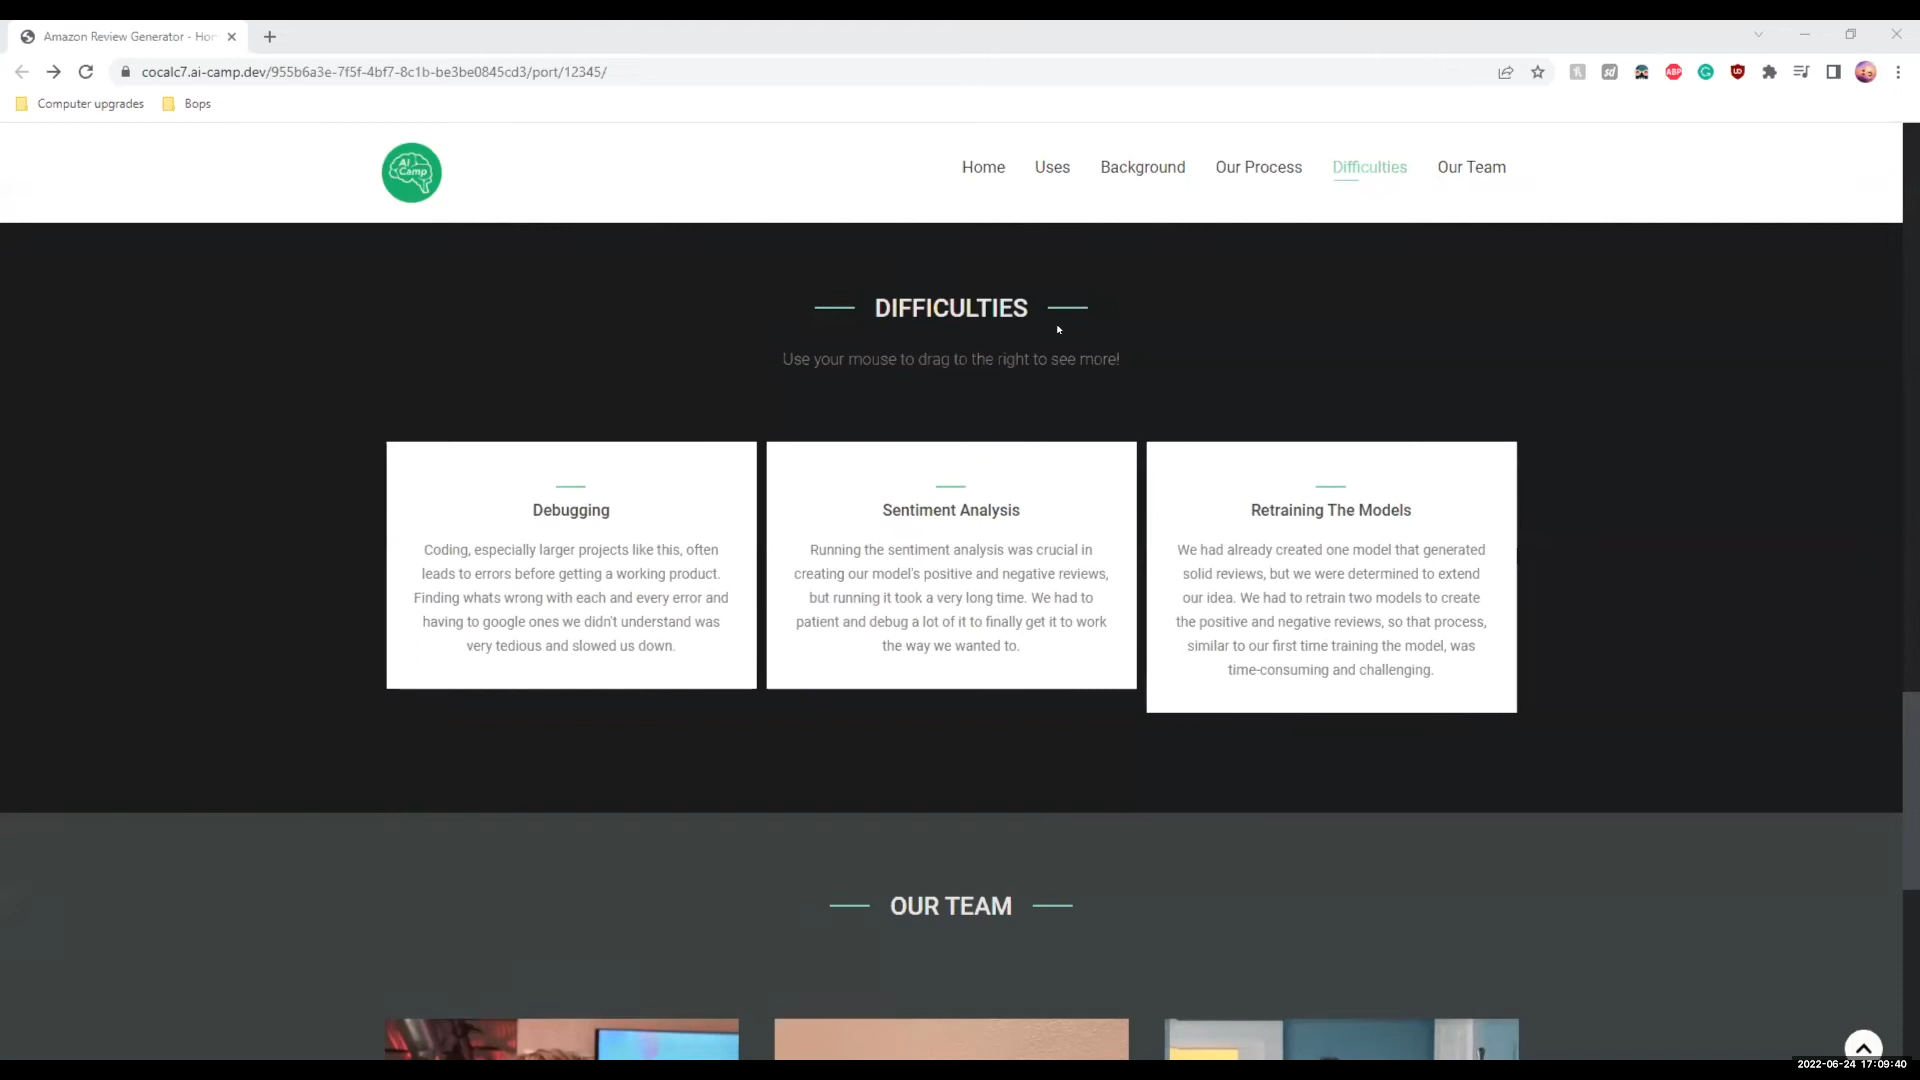 Amazon Review Generator - Hor
cocalc7.ai-camp.dev/955b6a3e-7f5f-4bf7-8c1b-be3be0845cd3/port/12345/
sd
ABP
Computer upgrades
Bops
AI
Camp
Home
Uses
Background
Our Process
Difficulties
Our Team
DIFFICULTIES
Use your mouse to drag to the right to see more!
Debugging
Coding, especially larger projects like this, often
leads to errors before getting a working product.
Finding whats wrong with each and every error and
having to google ones we didn't understand was
very tedious and slowed us down.
Sentiment Analysis
Running the sentiment analysis was crucial in
creating our model's positive and negative reviews,
but running it took a very long time. We had to
patient and debug a lot of it to finally get it to work
the way we wanted to.
Retraining The Models
We had already created one model that generated
solid reviews, but we were determined to extend
our idea. We had to retrain two models to create
the positive and negative reviews, so that process,
similar to our first time training the model, was
time-consuming and challenging.
OUR TEAM
2022-06-24 17:09:40